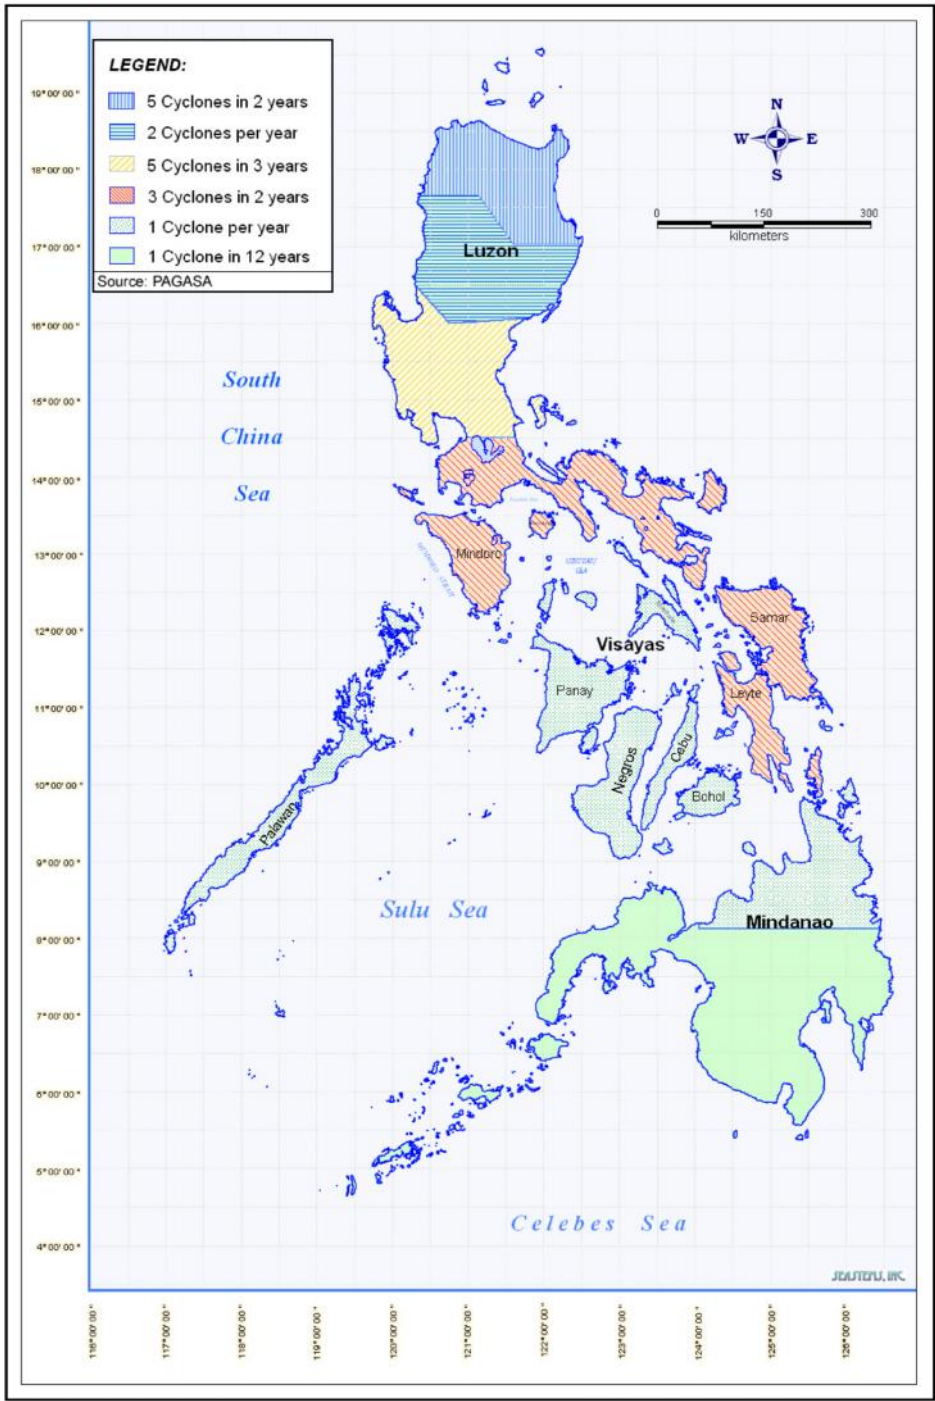 LEGEND:
5 Cyclones in 2 years
2 Cyclones per year
5 Cyclones in 3 years
3 Cyclones in 2 years
1 Cyclone per year
1 Cyclone in 12 years
Source: PAGASA
N
W E
S
0 150 300
kilometers
19° 00' 00 "
18° 00' 00 "
17° 00' 00 "
16° 00' 00 "
15° 00' 00 "
14° 00' 00 "
13° 00' 00 "
12° 00' 00 "
11° 00' 00 "
10° 00' 00 "
9° 00' 00 "
8° 00' 00 "
7° 00' 00 "
6° 00' 00 "
5° 00' 00 "
4° 00' 00 "
Luzon
South
China
Sea
Mindoro
Samar
Visayas
Panay
Leyte
Negros
Cebu
Bohol
Palawan
Sulu Sea
Mindanao
Celebes Sea
117° 00' 00 "
118° 00' 00 "
119° 00' 00 "
120° 00' 00 "
121° 00' 00 "
122° 00' 00 "
123° 00' 00 "
124° 00' 00 "
125° 00' 00 "
126° 00' 00 "